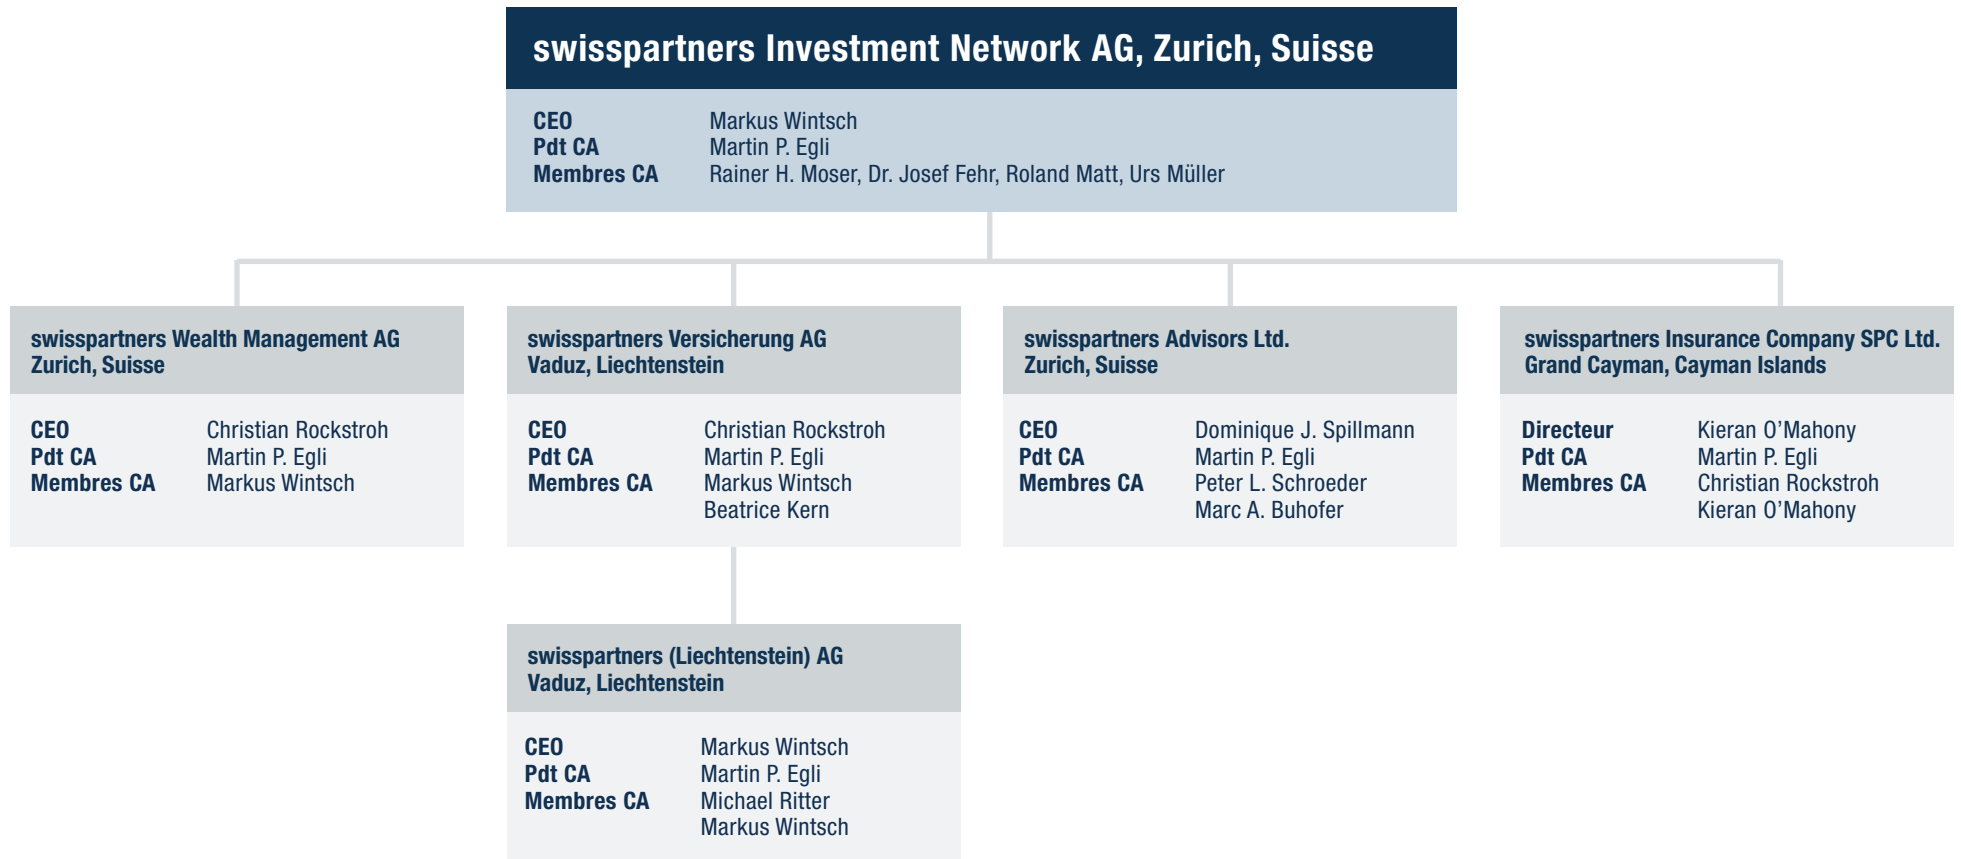 swisspartners Investment Network AG, Zurich, Suisse
CEO Markus Wintsch
Pdt CA Martin P. Egli
Membres CA Rainer H. Moser, Dr. Josef Fehr, Roland Matt, Urs Müller
swisspartners Wealth Management AG
Zurich, Suisse
CEO Christian Rockstroh
Pdt CA Martin P. Egli
Membres CA Markus Wintsch
swisspartners Versicherung AG
Vaduz, Liechtenstein
CEO Christian Rockstroh
Pdt CA Martin P. Egli
Membres CA Markus Wintsch
Beatrice Kern
swisspartners Advisors Ltd.
Zurich, Suisse
CEO Dominique J. Spillmann
Pdt CA Martin P. Egli
Membres CA Peter L. Schroeder
Marc A. Buhofer
swisspartners Insurance Company SPC Ltd.
Grand Cayman, Cayman Islands
Directeur Kieran O’Mahony
Pdt CA Martin P. Egli
Membres CA Christian Rockstroh
Kieran O’Mahony
swisspartners (Liechtenstein) AG
Vaduz, Liechtenstein
CEO Markus Wintsch
Pdt CA Martin P. Egli
Membres CA Michael Ritter
Markus Wintsch